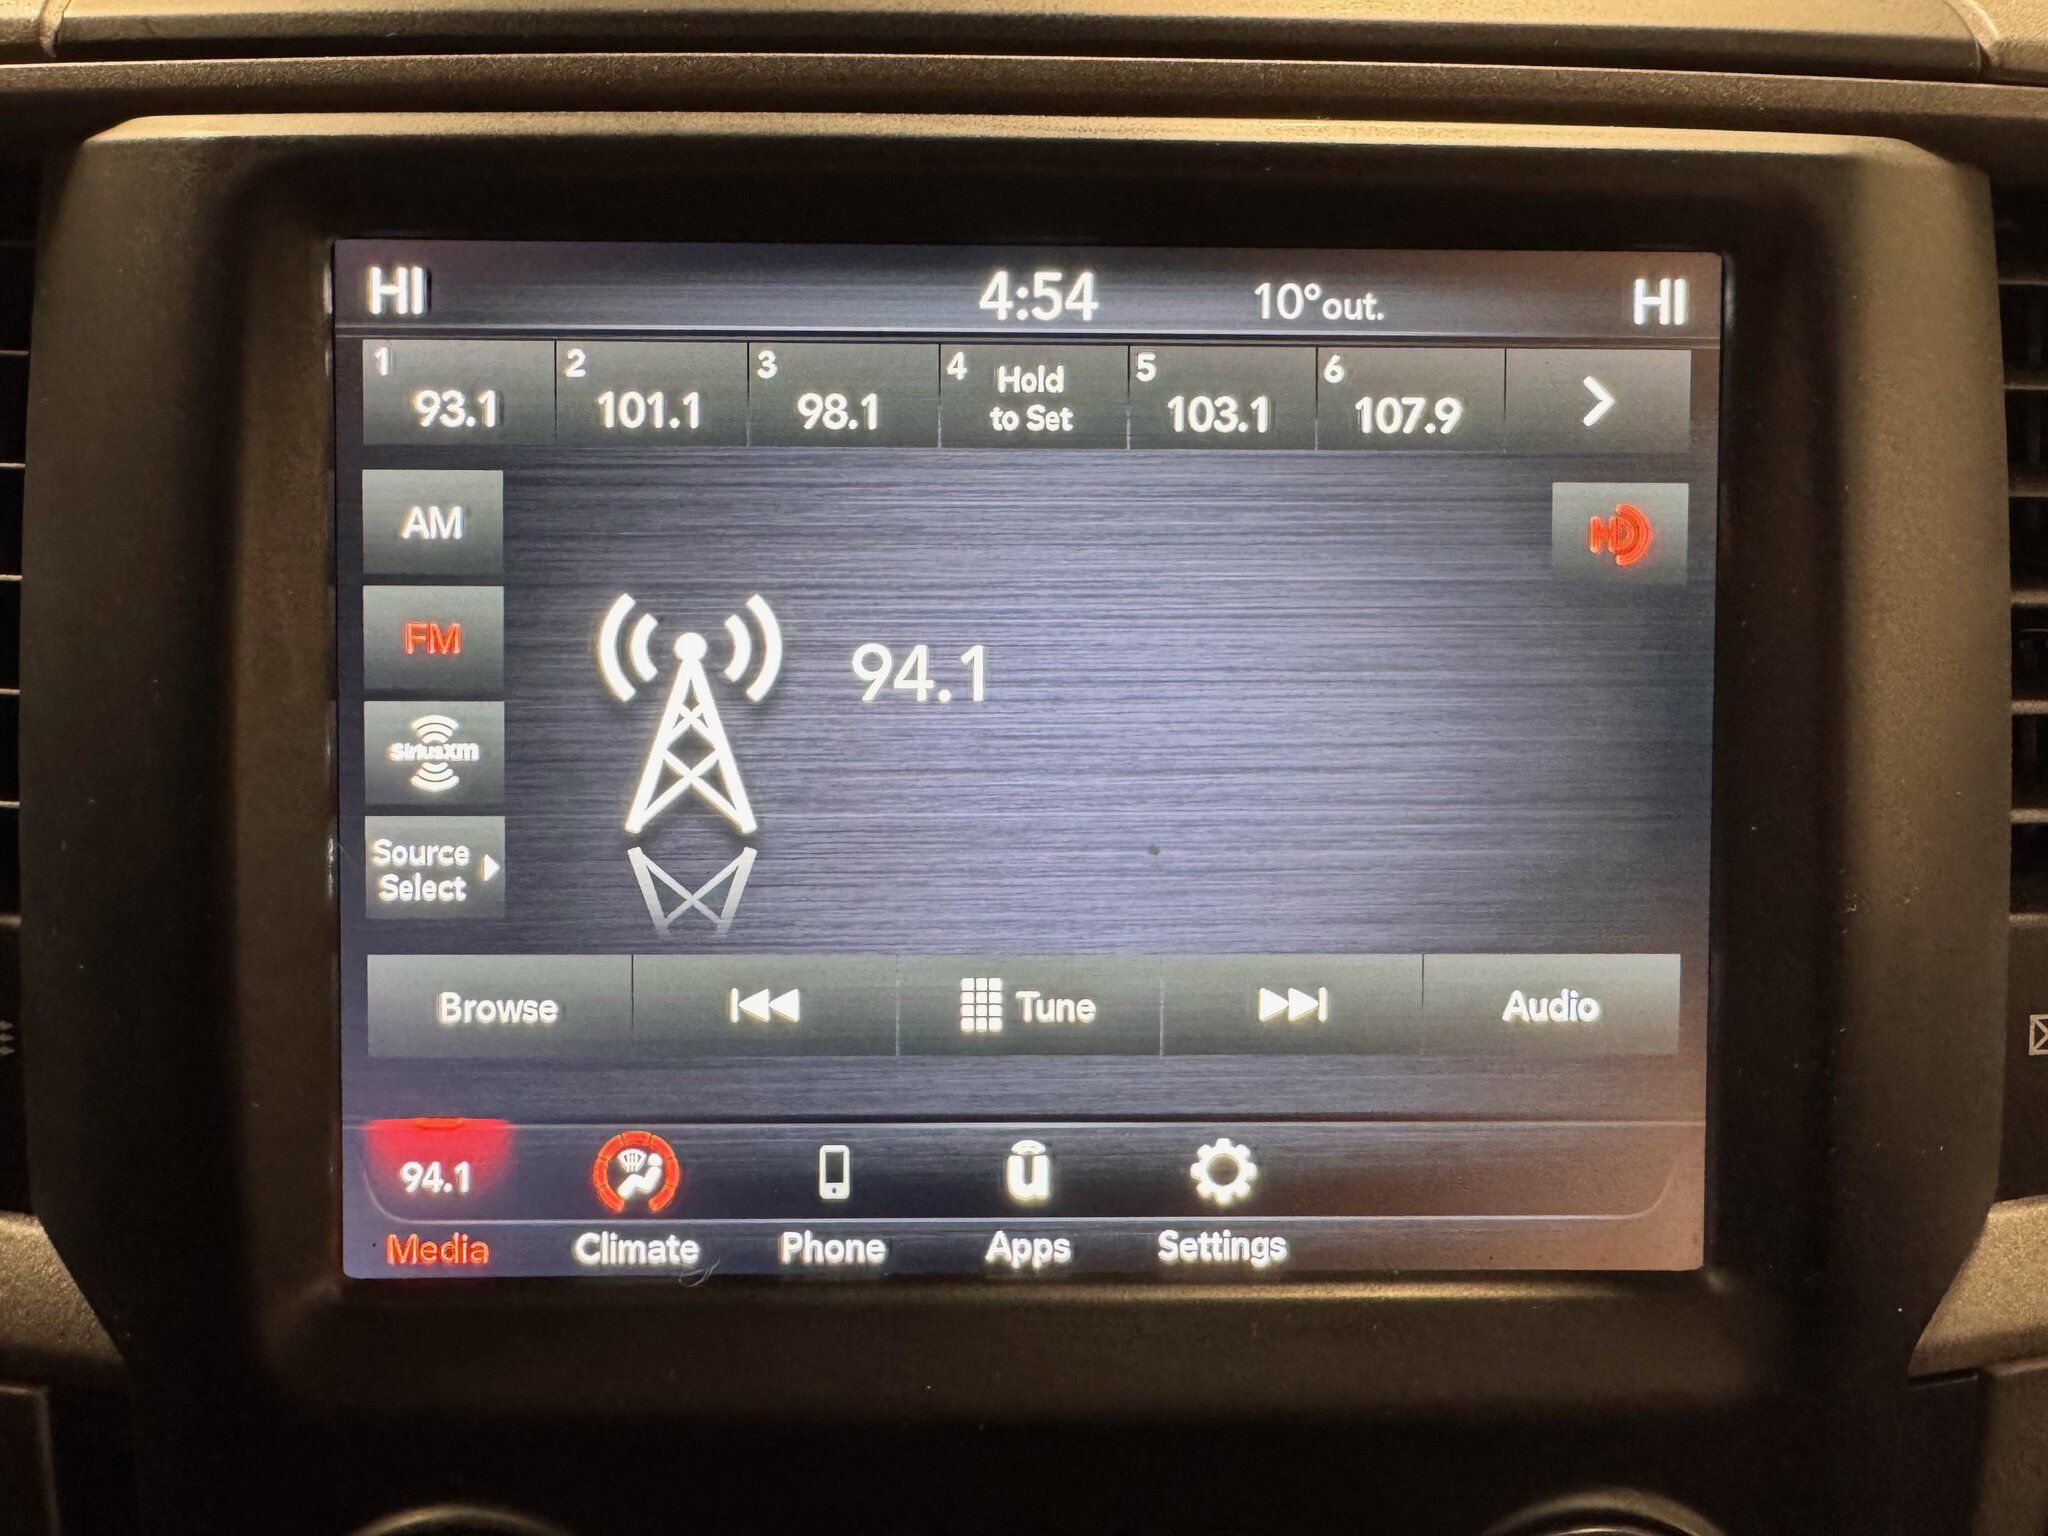 HI 4:54 10°out. HI
1 93.1
2 101.1
3 98.1
4 Hold
to Set
5 103.1
6 107.9
AM
HD
FM
94.1
siriusxm
Source
Select
Browse Tune Audio
94.1 u
Media Climate Phone Apps Settings